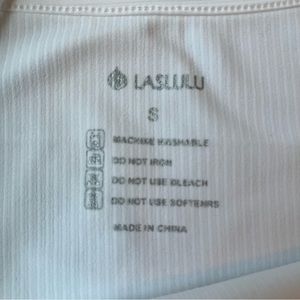 LASLULU
S
MACHINE WASHABLE
DO NOT IRON
DO NOT USE BLEACH
DO NOT USE SOFTENRS
MADE IN CHINA